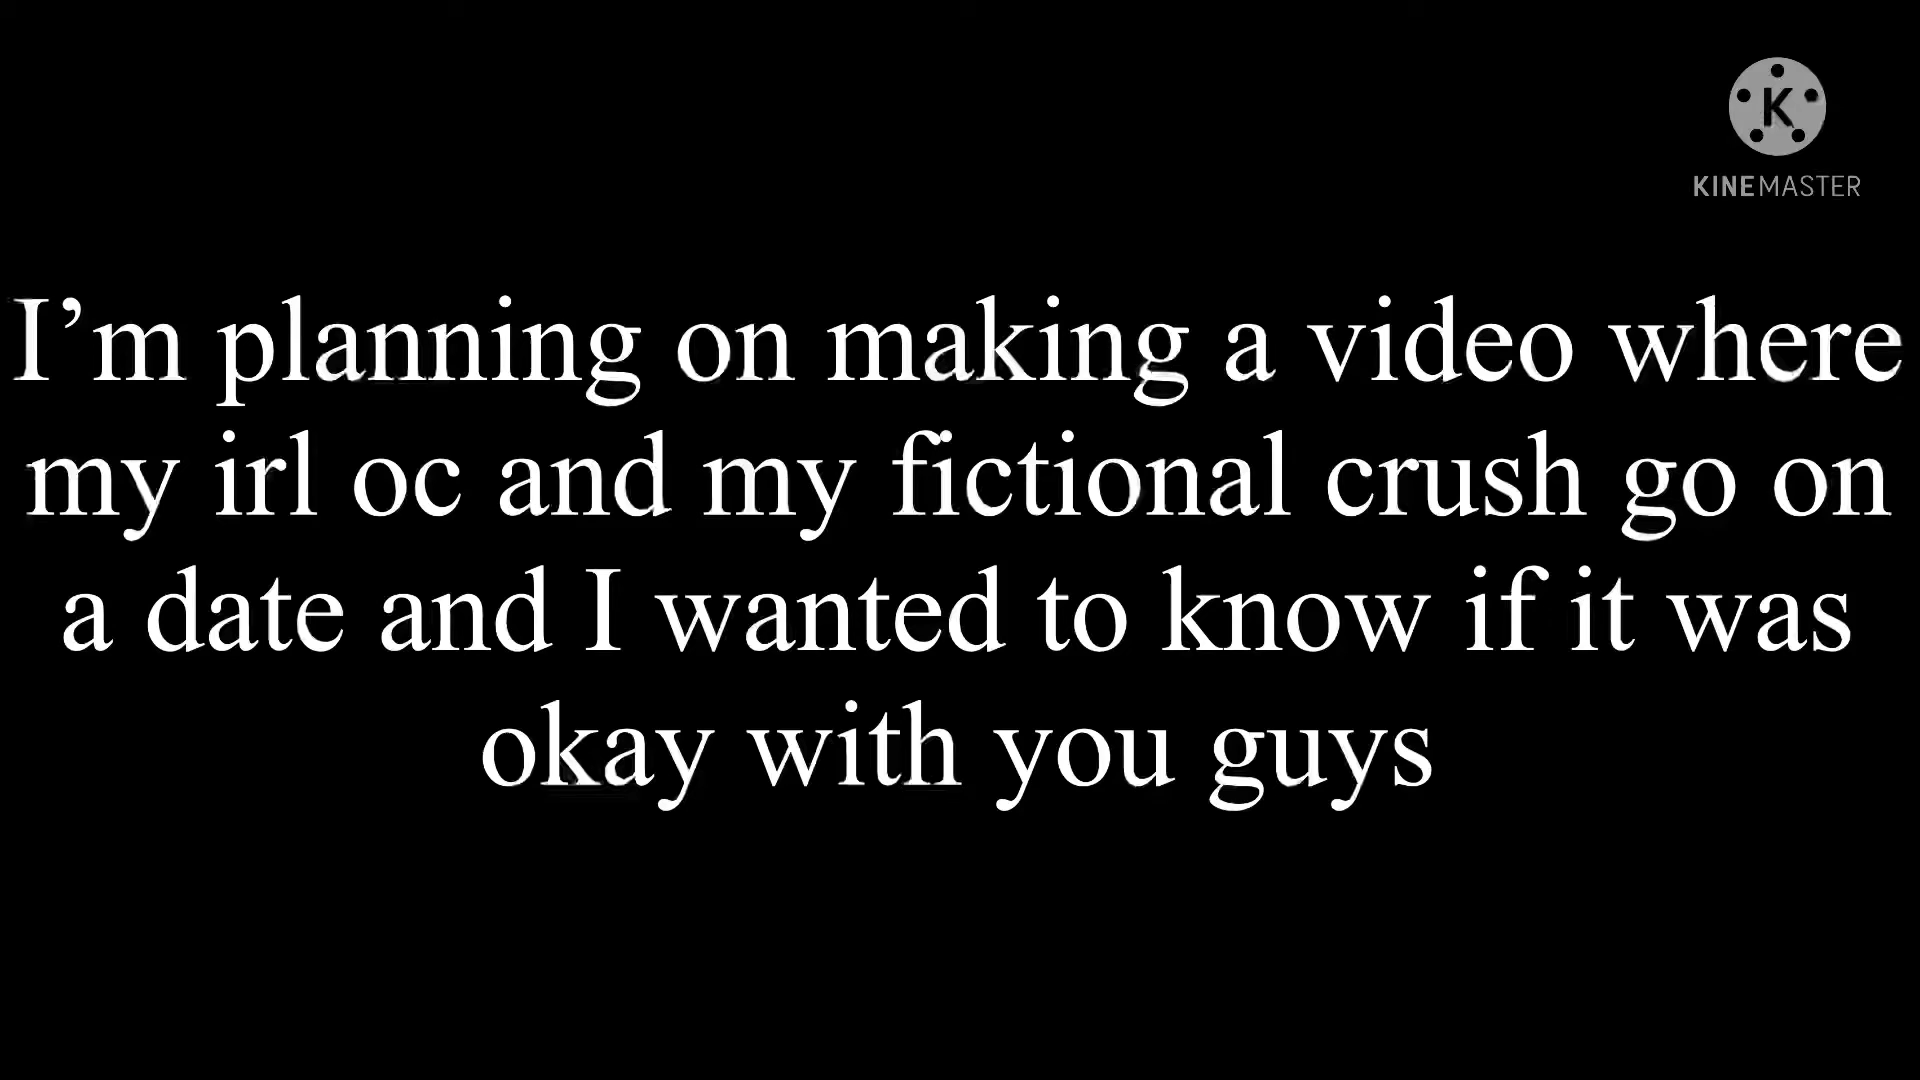 K
KINEMASTER
I’m planning on making a video where
my irl oc and my fictional crush go on
a date and I wanted to know if it was
okay with you guys